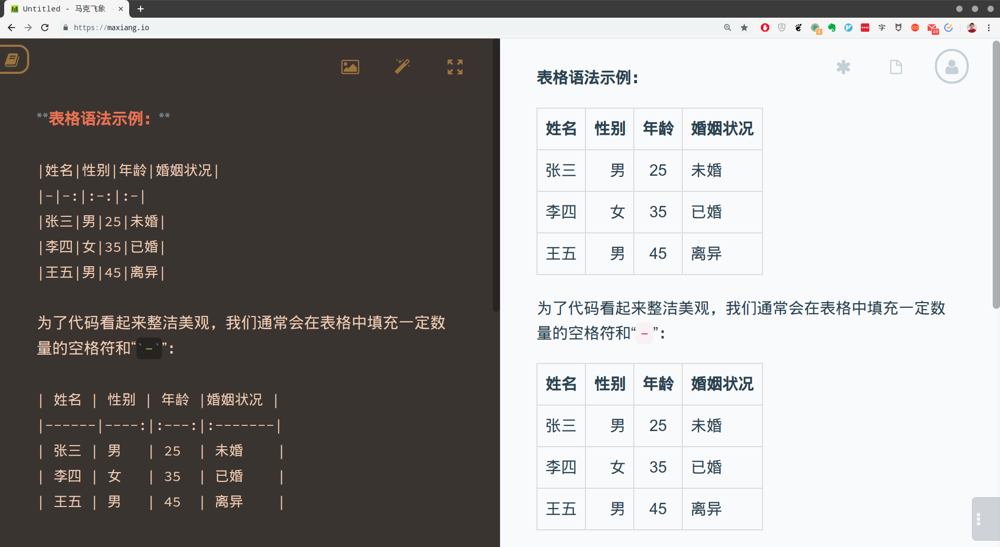 Untitled - 马克飞象 -
https://maxiang.io
4
49
字
**表格语法示例：**
|姓名|性别|年龄|婚姻状况|
|-|-:|:-:|:-|
|张三|男|25|未婚|
|李四|女|35|已婚|
|王五|男|45|离异|
为了代码看起来整洁美观，我们通常会在表格中填充一定数
量的空格符和“`-`”：
| 姓名 | 性别 | 年龄 |婚姻状况 |
|------|----:|:---:|:-------|
| 张三 | 男 | 25 | 未婚 |
| 李四 | 女 | 35 | 已婚 |
| 王五 | 男 | 45 | 离异 |
表格语法示例：
姓名 性别 年龄 婚姻状况
张三 男 25 未婚
李四 女 35 已婚
王五 男 45 离异
为了代码看起来整洁美观，我们通常会在表格中填充一定数
量的空格符和“-”：
姓名 性别 年龄 婚姻状况
张三 男 25 未婚
李四 女 35 已婚
王五 男 45 离异